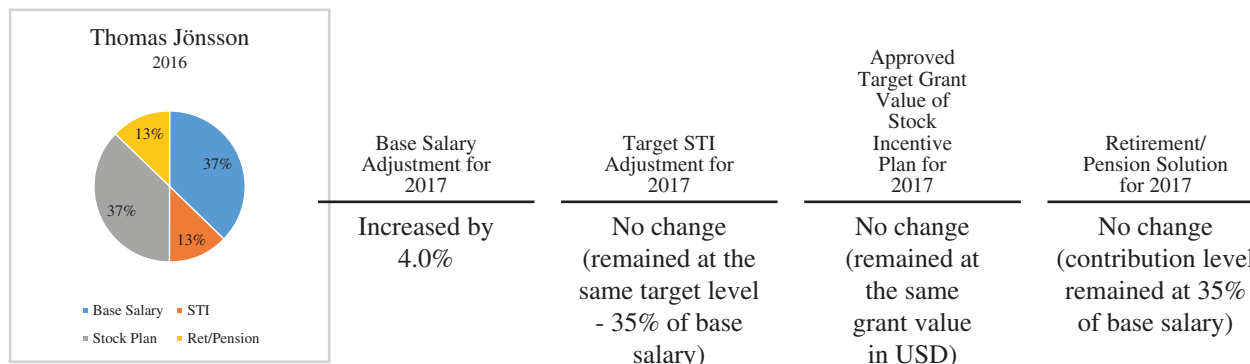 Thomas Jönsson
2016
13%
37%
37%
13%
Base Salary
STI
Stock Plan
Ret/Pension
Base Salary
Adjustment for
2017
Increased by
4.0%
Target STI
Adjustment for
2017
No change
(remained at the
same target level
- 35% of base
salary)
Approved
Target Grant
Value of
Stock
Incentive
Plan for
2017
No change
(remained at
the same
grant value
in USD)
Retirement/
Pension Solution
for 2017
No change
(contribution level
remained at 35%
of base salary)